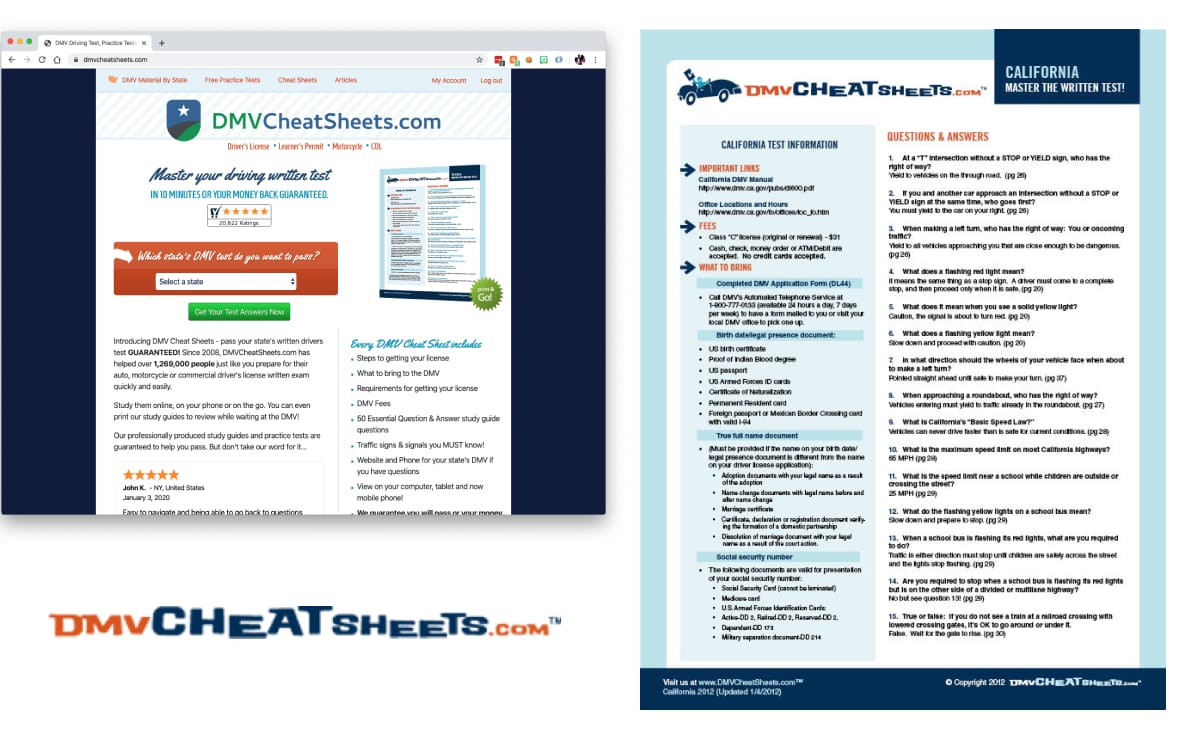 DMV Driving Test, Practice Tests
dmvcheatsheets.com
DMV Material By State
Free Practice Tests
Cheat Sheets
Articles
My Account
Log out
DMVCheatSheets.com
Driver's License • Learner's Permit • Motorcycle • CDL
Master your driving written test
IN 10 MINUTES OR YOUR MONEY BACK GUARANTEED.
20,622 Ratings
Which state's DMV test do you want to pass?
Select a state
Get Your Test Answers Now
print &
Go!
Introducing DMV Cheat Sheets - pass your state's written drivers
test GUARANTEED! Since 2008, DMVCheatSheets.com has
helped over 1,269,000 people just like you prepare for their
auto, motorcycle or commercial driver's license written exam
quickly and easily.
Study them online, on your phone or on the go. You can even
print our study guides to review while waiting at the DMV!
Our professionally produced study guides and practice tests are
guaranteed to help you pass. But don't take our word for it...
John K. - NY, United States
January 3, 2020
Easy to navigate and being able to go back to questions
Every DMV Cheat Sheet includes
• Steps to getting your license
• What to bring to the DMV
• Requirements for getting your license
• DMV Fees
• 50 Essential Question & Answer study guide
questions
• Traffic signs & signals you MUST know!
• Website and Phone for your state's DMV if
you have questions
• View on your computer, tablet and now
mobile phone!
• We guarantee you will pass or your money
DMVCHEATSHEETS.COM™
DMVCHEATSHEETS.COM™
CALIFORNIA
MASTER THE WRITTEN TEST!
CALIFORNIA TEST INFORMATION
IMPORTANT LINKS
California DMV Manual
http://www.dmv.ca.gov/pubs/dl600.pdf
Office Locations and Hours
http://www.dmv.ca.gov/fo/offices/toc_fo.htm
FEES
• Class "C" license (original or renewal) - $31
• Cash, check, money order or ATM/Debit are
accepted. No credit cards accepted.
WHAT TO BRING
Completed DMV Application Form (DL44)
• Call DMV's Automated Telephone Service at
1-800-777-0133 (available 24 hours a day, 7 days
per week) to have a form mailed to you or visit your
local DMV office to pick one up.
Birth date/legal presence document:
• US birth certificate
• Proof of Indian Blood degree
• US passport
• US Armed Forces ID cards
• Certificate of Naturalization
• Permanent Resident card
• Foreign passport or Mexican Border Crossing card
with valid I-94
True full name document
• (Must be provided if the name on your birth date/
legal presence document is different from the name
on your driver license application):
• Adoption documents with your legal name as a result
of the adoption
• Name change documents with legal name before and
after name change
• Marriage certificate
• Certificate, declaration or registration document verify-
ing the formation of a domestic partnership
• Dissolution of marriage document with your legal
name as a result of the court action.
Social security number
• The following documents are valid for presentation
of your social security number:
• Social Security Card (cannot be laminated)
• Medicare card
• U.S. Armed Forces Identification Cards:
• Active-DD 2, Retired-DD 2, Reserved-DD 2,
• Dependent-DD 173
• Military separation document-DD 214
QUESTIONS & ANSWERS
1. At a "T" intersection without a STOP or YIELD sign, who has the
right of way?
Yield to vehicles on the through road. (pg 26)
2. If you and another car approach an intersection without a STOP or
YIELD sign at the same time, who goes first?
You must yield to the car on your right. (pg 26)
3. When making a left turn, who has the right of way: You or oncoming
traffic?
Yield to all vehicles approaching you that are close enough to be dangerous.
(pg 26)
4. What does a flashing red light mean?
It means the same thing as a stop sign. A driver must come to a complete
stop, and then proceed only when it is safe. (pg 20)
5. What does it mean when you see a solid yellow light?
Caution, the signal is about to turn red. (pg 20)
6. What does a flashing yellow light mean?
Slow down and proceed with caution. (pg 20)
7. In what direction should the wheels of your vehicle face when about
to make a left turn?
Pointed straight ahead until safe to make your turn. (pg 37)
8. When approaching a roundabout, who has the right of way?
Vehicles entering must yield to traffic already in the roundabout. (pg 27)
9. What is California's "Basic Speed Law?"
Vehicles can never drive faster than is safe for current conditions. (pg 28)
10. What is the maximum speed limit on most California highways?
65 MPH (pg 29)
11. What is the speed limit near a school while children are outside or
crossing the street?
25 MPH (pg 29)
12. What do the flashing yellow lights on a school bus mean?
Slow down and prepare to stop. (pg 29)
13. When a school bus is flashing its red lights, what are you required
to do?
Traffic in either direction must stop until children are safely across the street
and the lights stop flashing. (pg 29)
14. Are you required to stop when a school bus is flashing its red lights
but is on the other side of a divided or multilane highway?
No but see question 13! (pg 29)
15. True or false: If you do not see a train at a railroad crossing with
lowered crossing gates, it's OK to go around or under it.
False. Wait for the gate to rise. (pg 30)
Visit us at www.DMVCheatSheets.com™
California 2012 (Updated 1/4/2012)
© Copyright 2012 DMVCHEATSHEETS.COM™